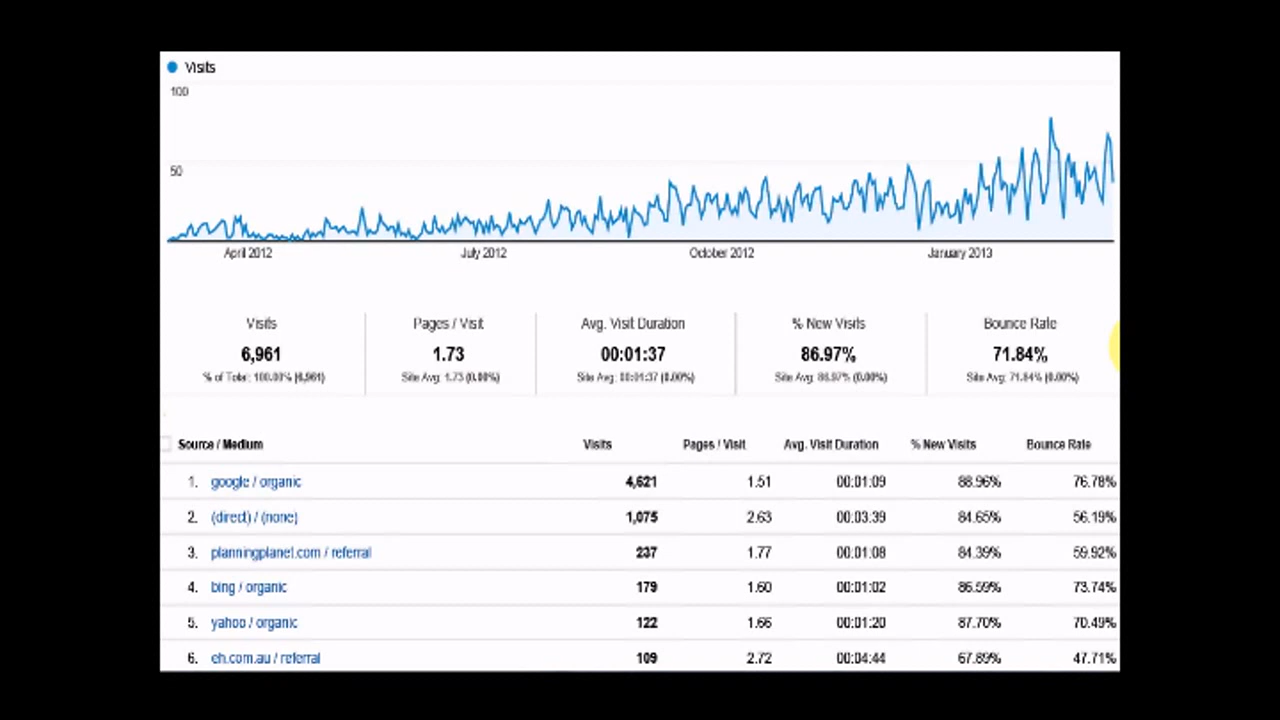 Visits
100
50
April 2012 July 2012 October 2012 January 2013
Visits Pages / Visit Avg. Visit Duration % New Visits Bounce Rate
6,961 1.73 00:01:37 86.97% 71.84%
% of Total: 100.00% (6,961) Site Avg: 1.73 (0.00%) Site Avg: 00:01:37 (0.00%) Site Avg: 86.97% (0.00%) Site Avg: 71.84% (0.00%)
Source / Medium Visits Pages / Visit Avg. Visit Duration % New Visits Bounce Rate
1. google / organic 4,621 1.51 00:01:09 88.96% 76.78%
2. (direct) / (none) 1,075 2.63 00:03:39 84.65% 56.19%
3. planningplanet.com / referral 237 1.77 00:01:08 84.39% 59.92%
4. bing / organic 179 1.60 00:01:02 86.59% 73.74%
5. yahoo / organic 122 1.66 00:01:20 87.70% 70.49%
6. eh.com.au / referral 109 2.72 00:04:44 67.89% 47.71%